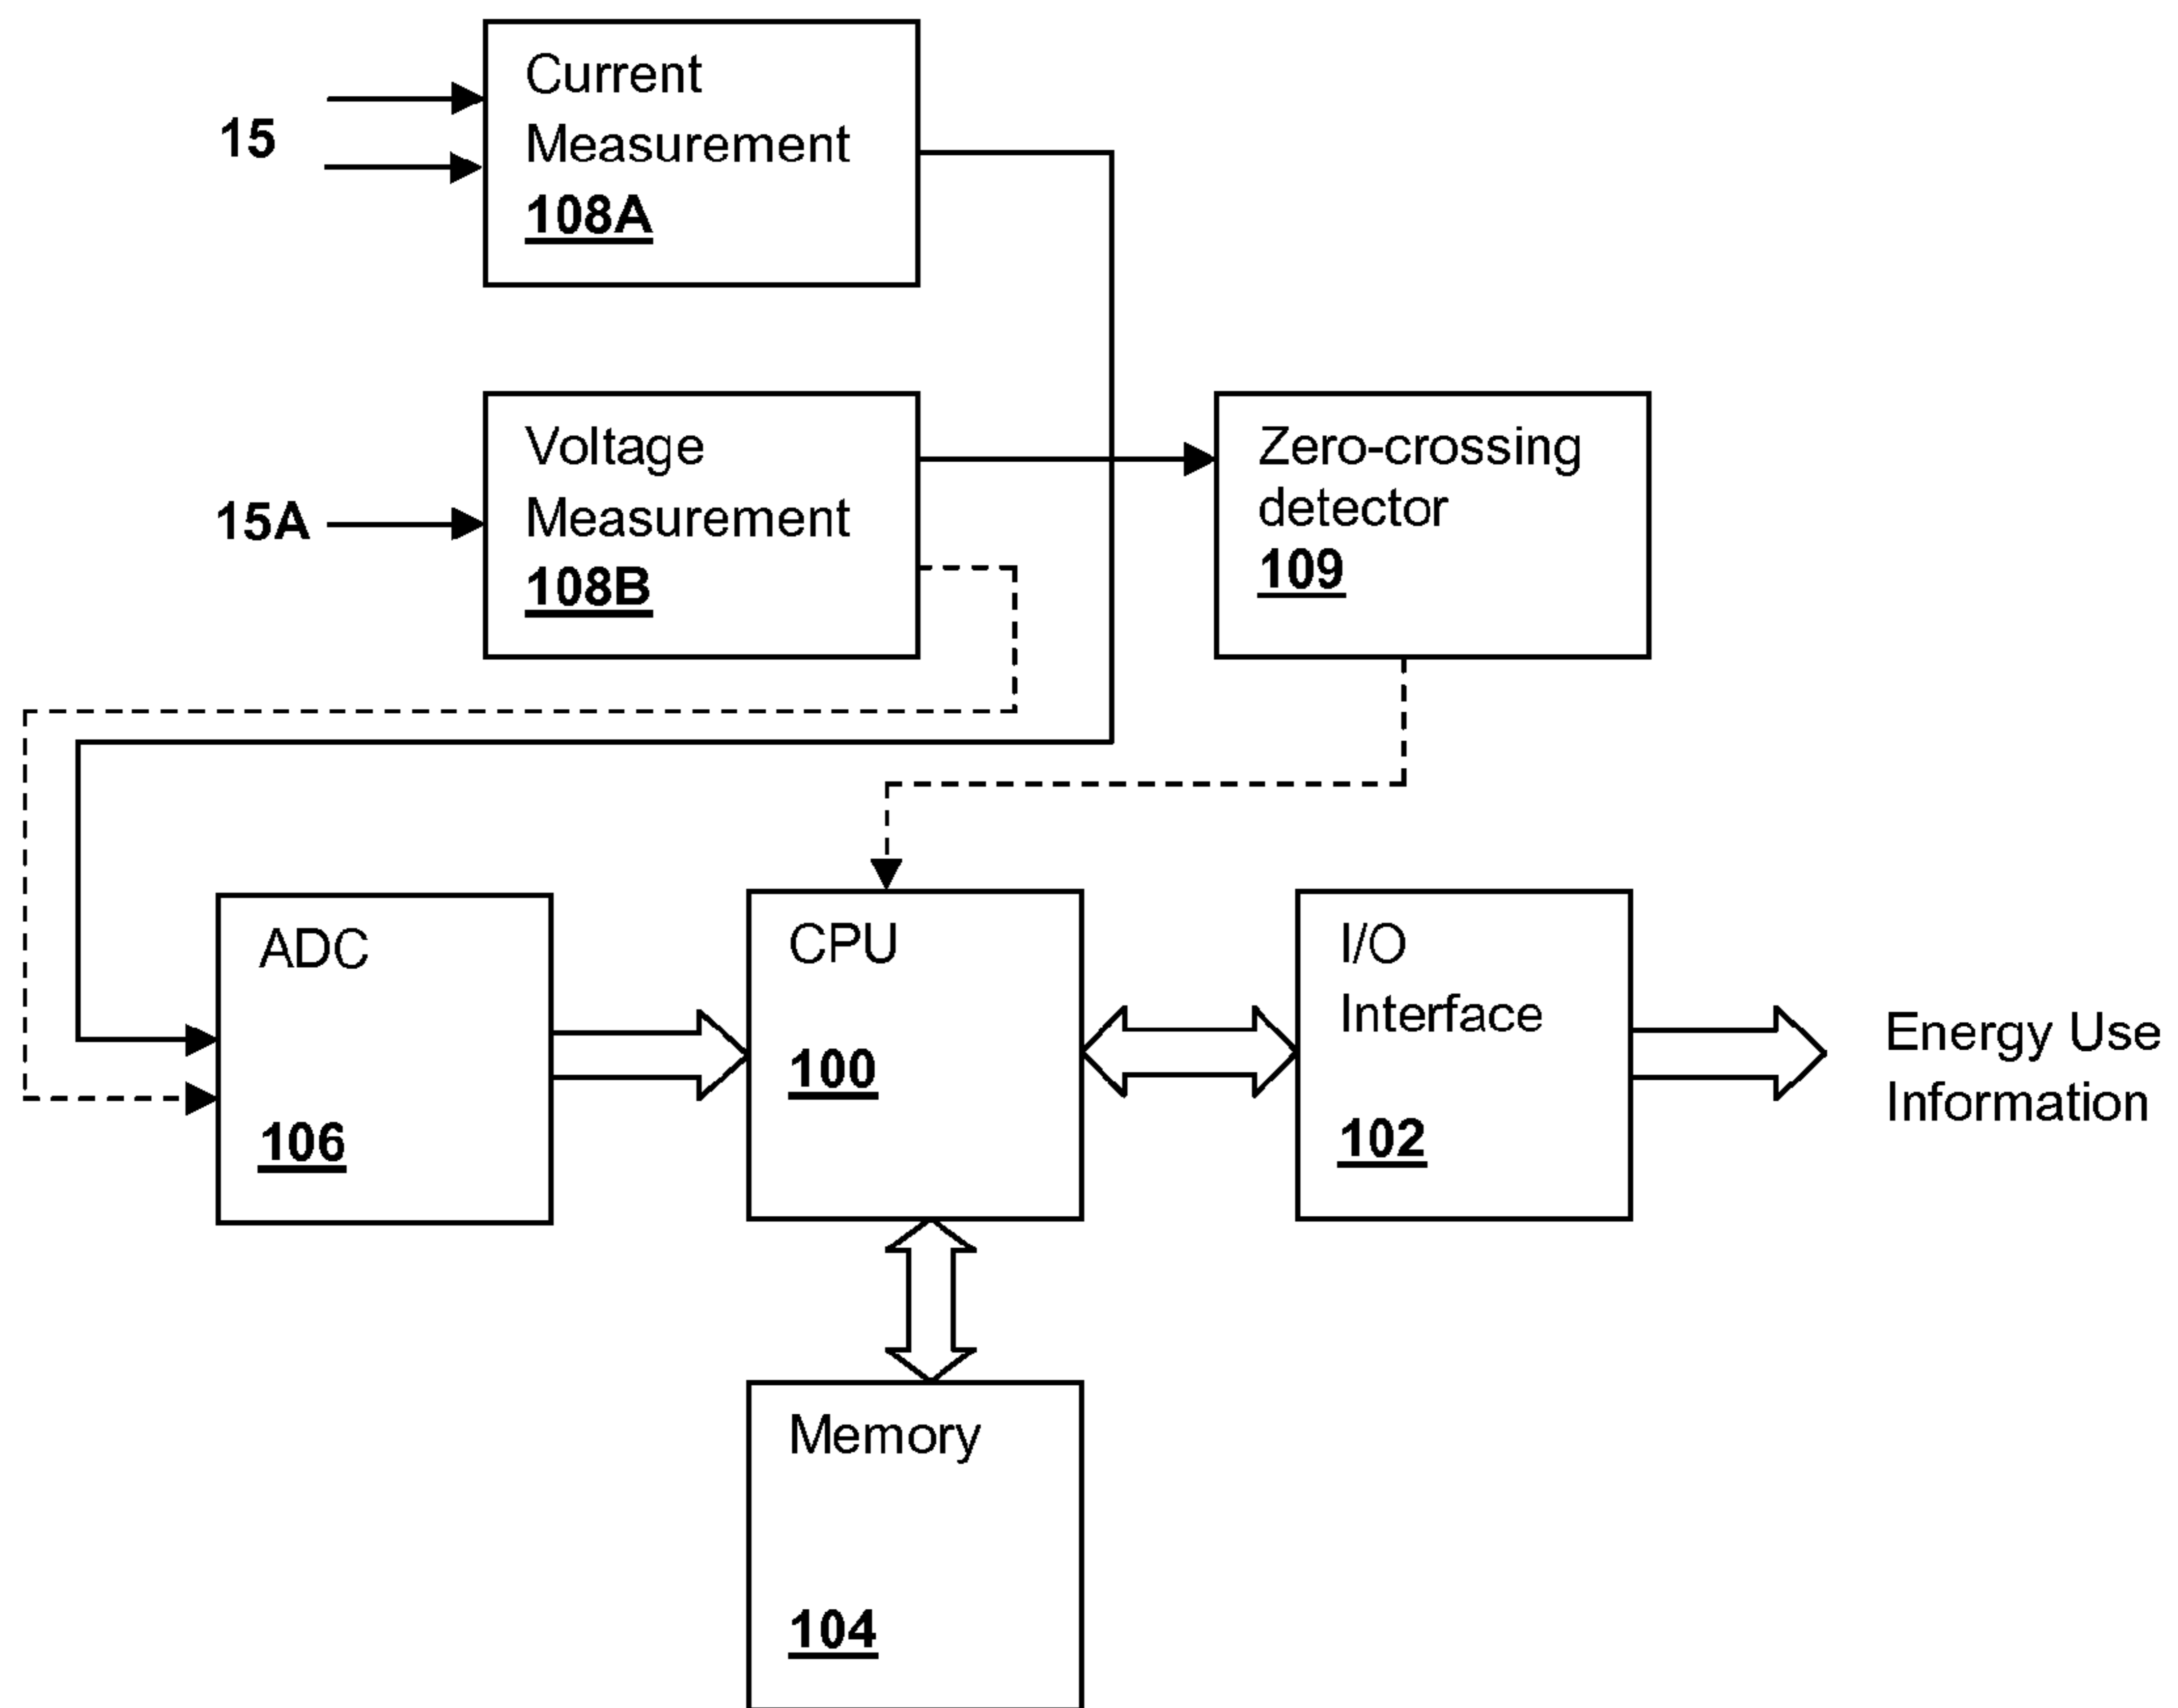 15
Current
Measurement
108A
15A
Voltage
Measurement
108B
Zero-crossing
detector
109
ADC
106
CPU
100
I/O
Interface
102
Energy Use
Information
Memory
104